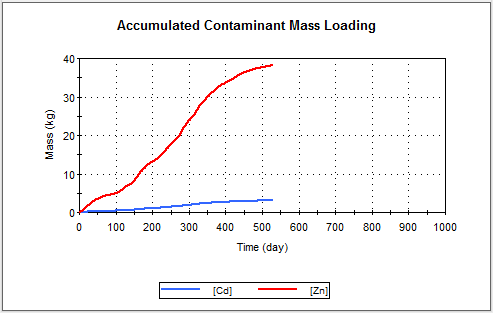 Accumulated Contaminant Mass Loading
40
30
20
10
0
Mass (kg)
0 100 200 300 400 500 600 700 800 900 1000
Time (day)
[Cd] [Zn]